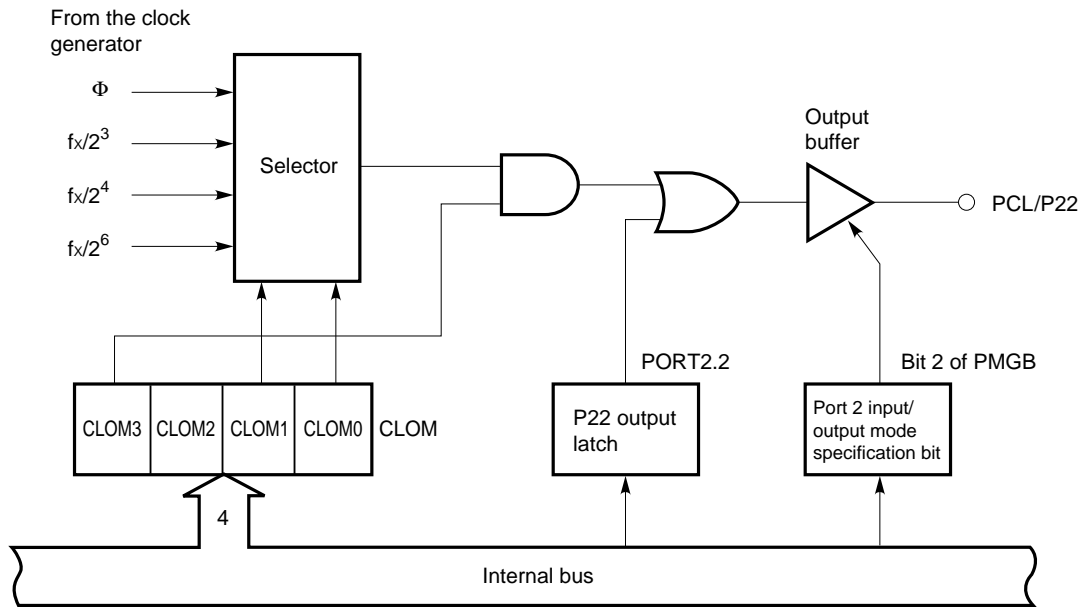 From the clock
generator
Φ
fx/2³
fx/2⁴
fx/2⁶
Selector
Output
buffer
PCL/P22
PORT2.2
Bit 2 of PMGB
CLOM3 CLOM2 CLOM1 CLOM0 CLOM
P22 output
latch
Port 2 input/
output mode
specification bit
4
Internal bus